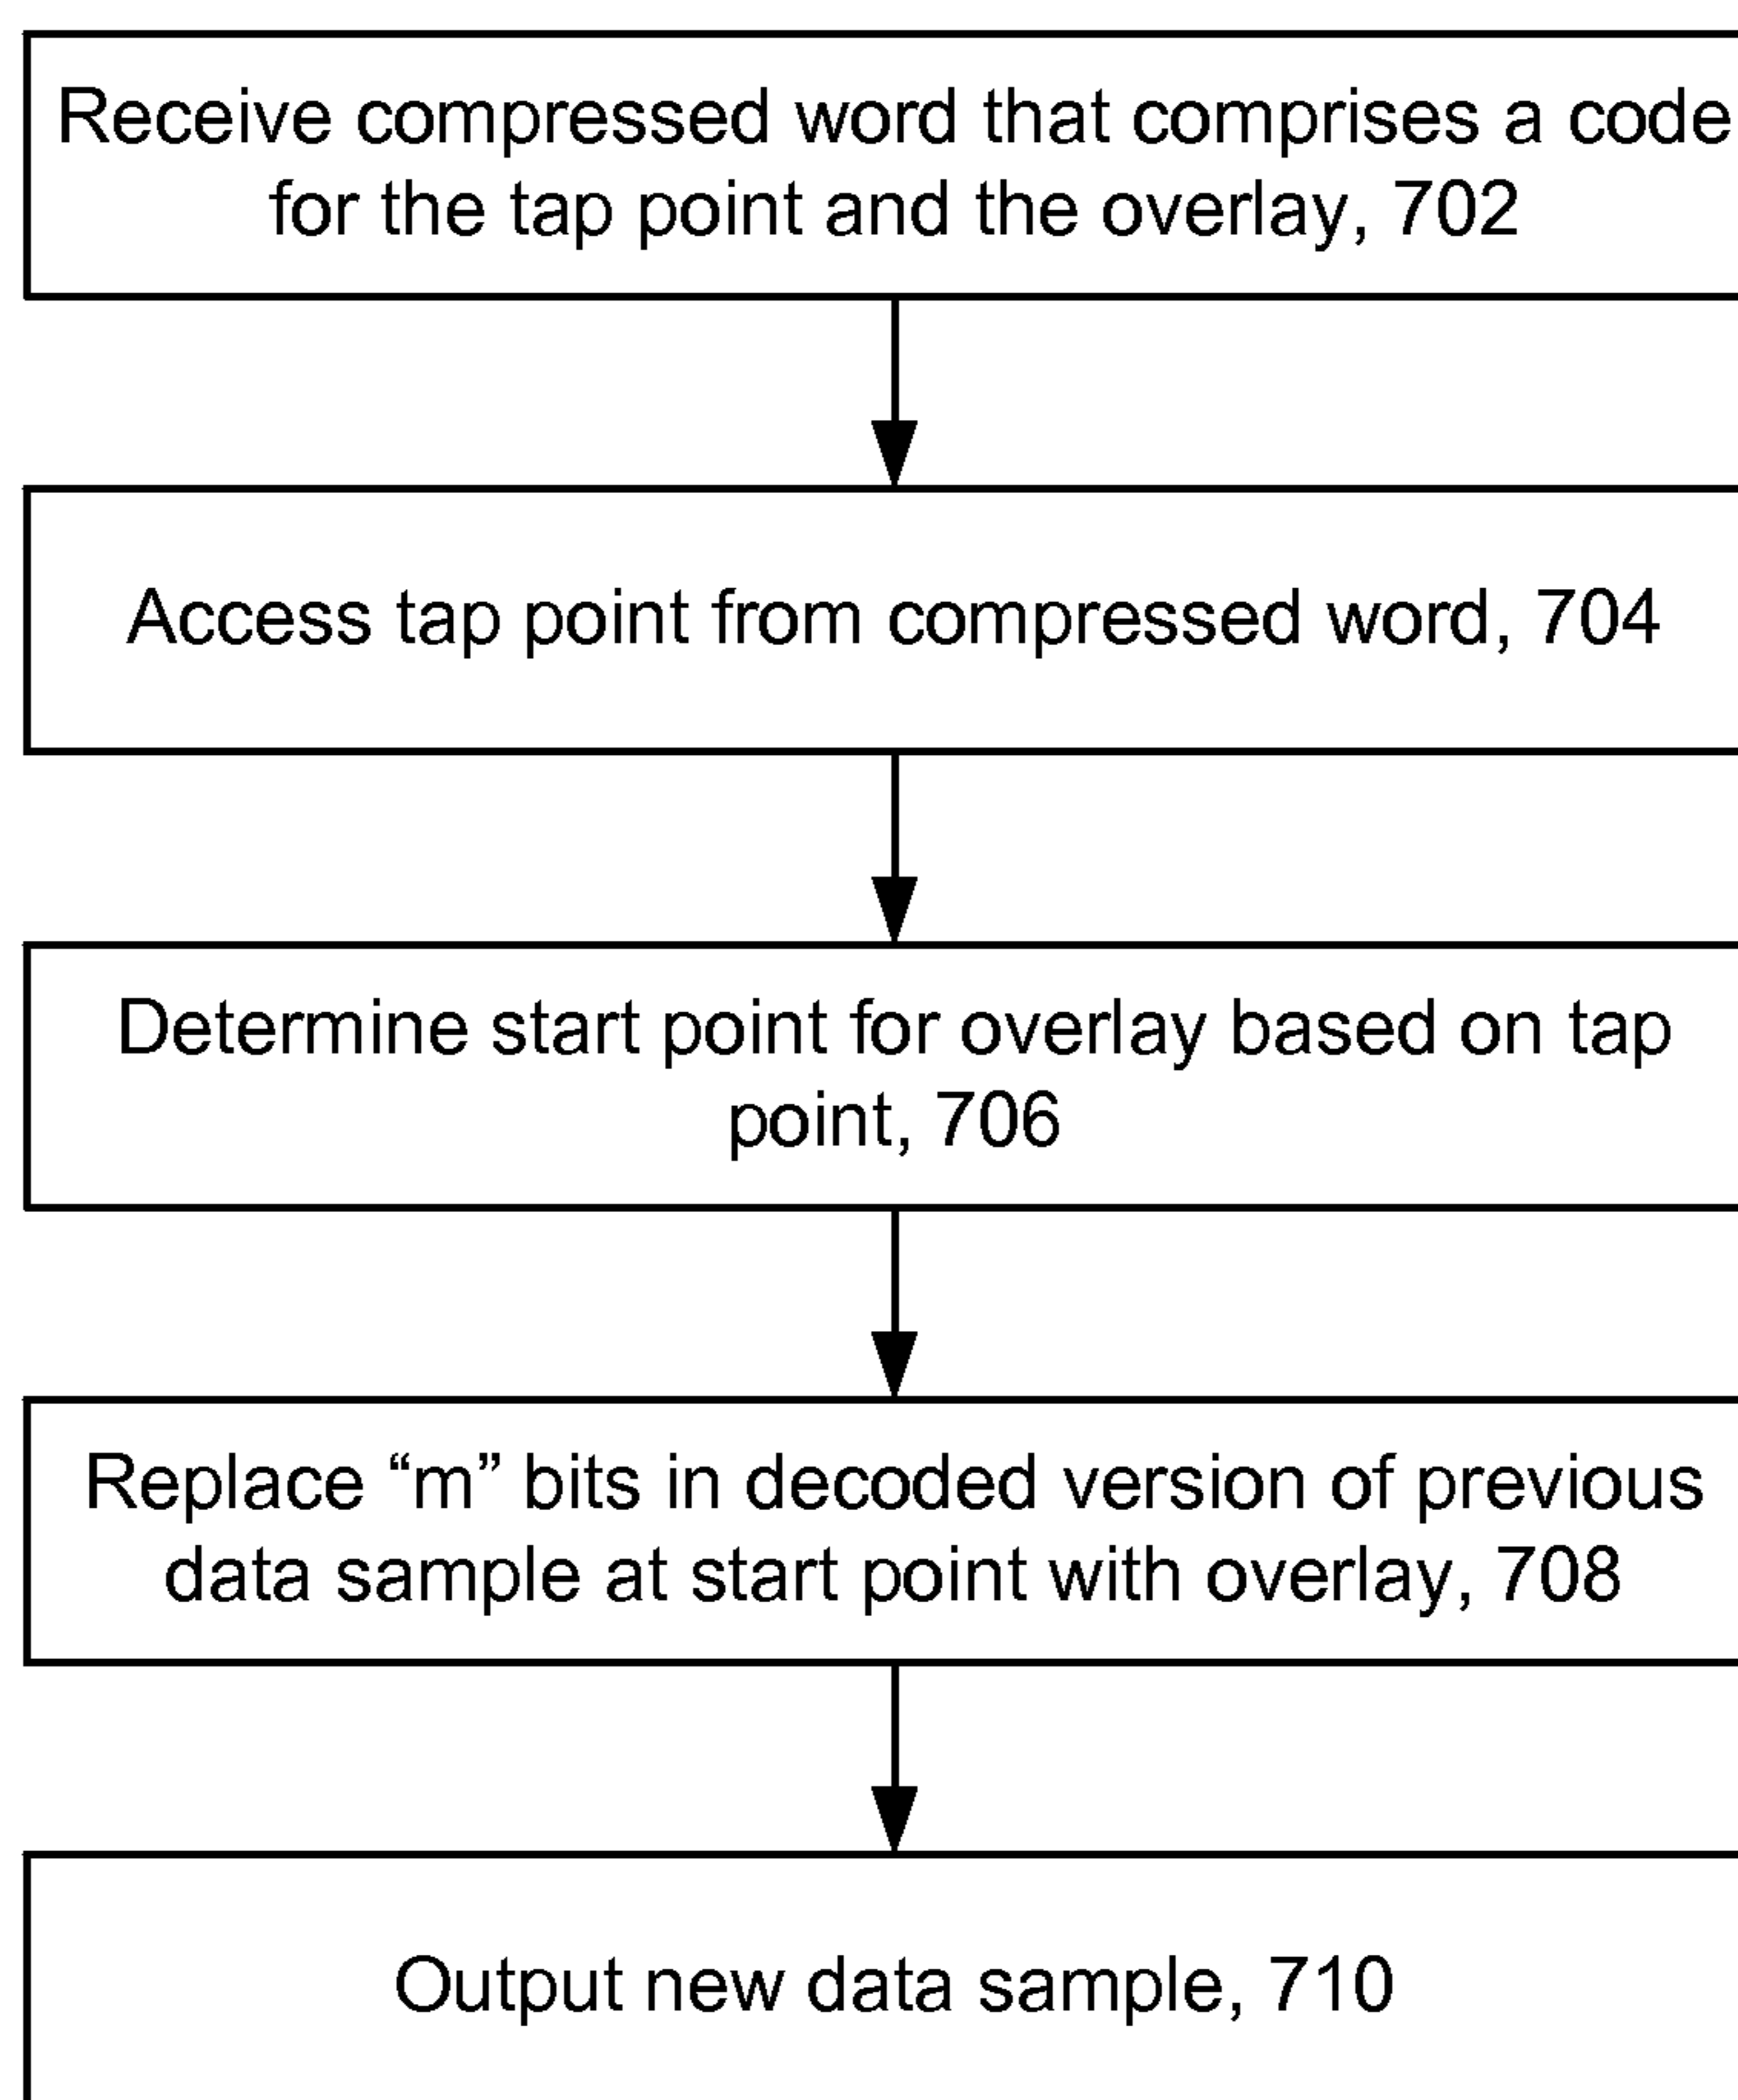 Receive compressed word that comprises a code
for the tap point and the overlay, 702
Access tap point from compressed word, 704
Determine start point for overlay based on tap
point, 706
Replace “m” bits in decoded version of previous
data sample at start point with overlay, 708
Output new data sample, 710